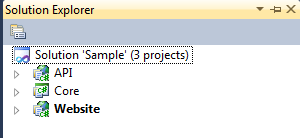 Solution Explorer
Solution 'Sample' (3 projects)
API
Core
Website